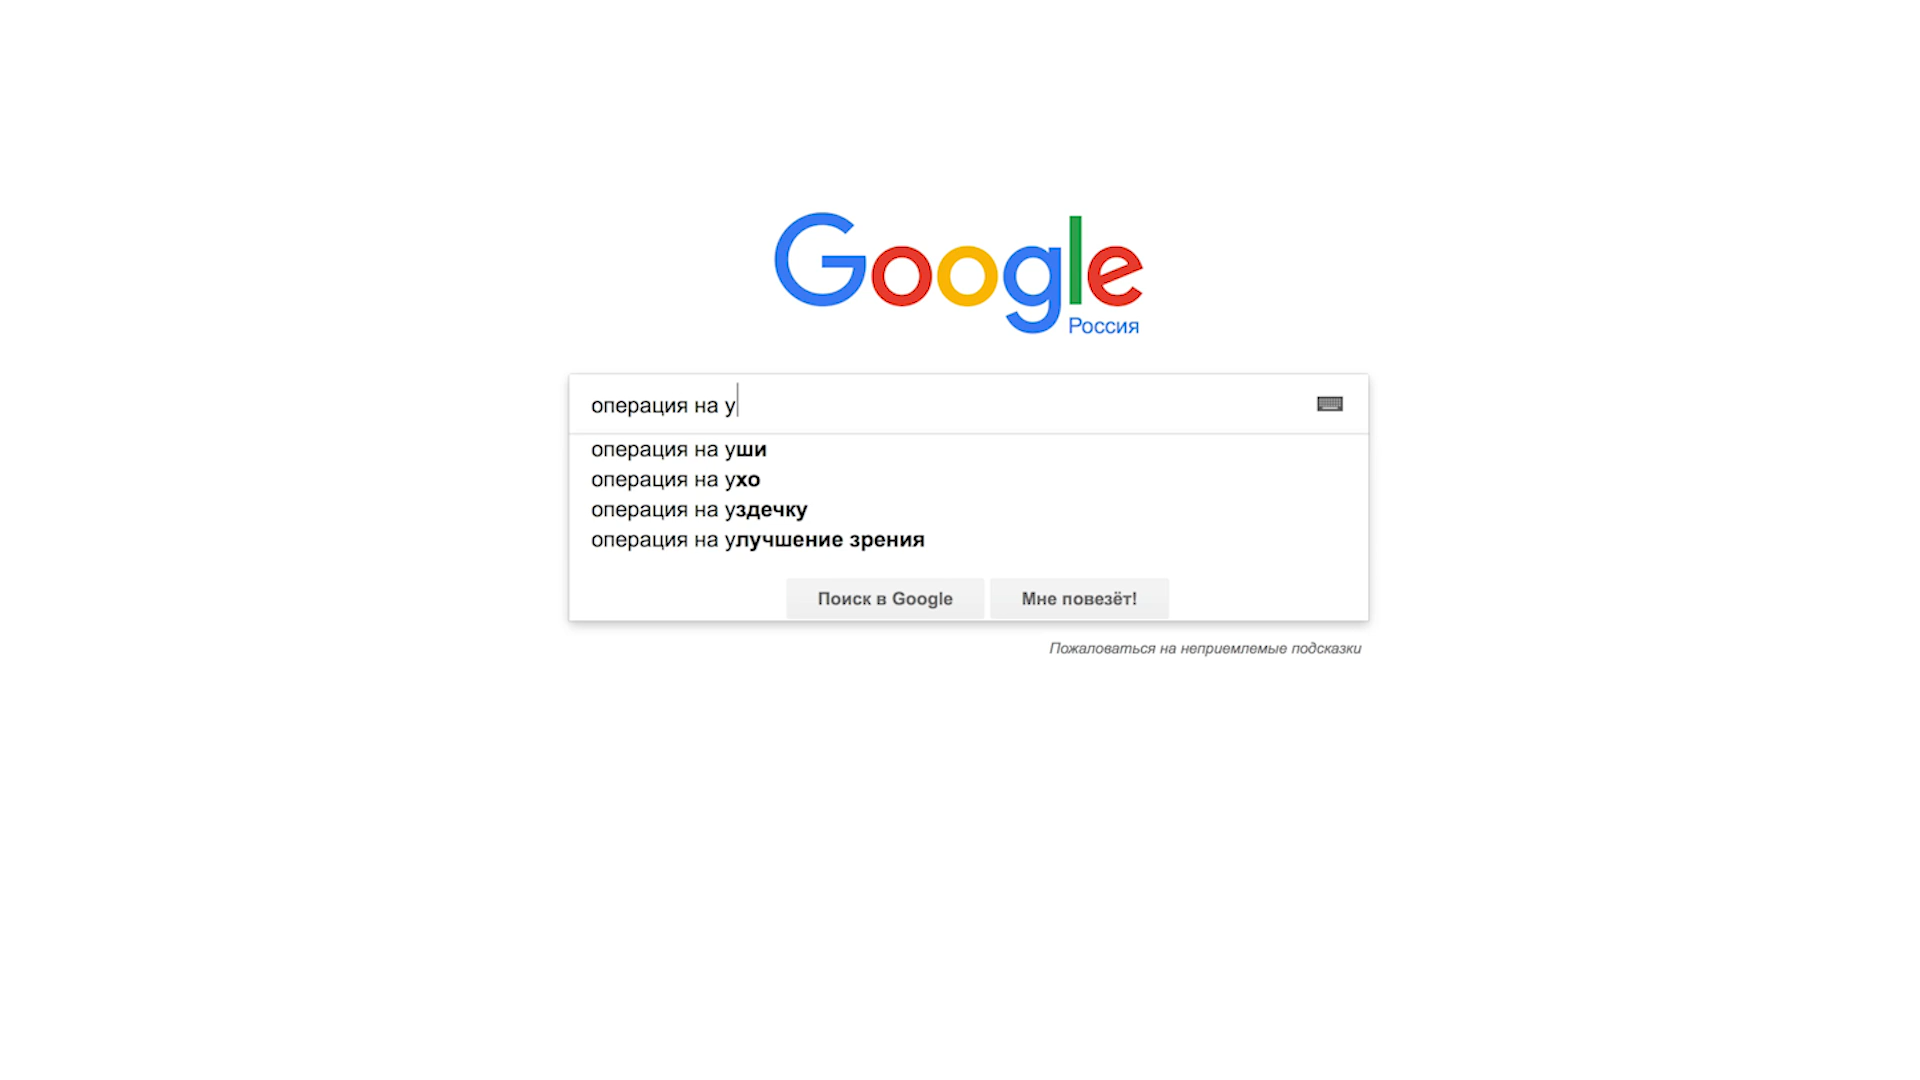 Google
Россия
операция на у
операция на уши
операция на ухо
операция на уздечку
операция на улучшение зрения
Поиск в Google
Мне повезёт!
Пожаловаться на неприемлемые подсказки